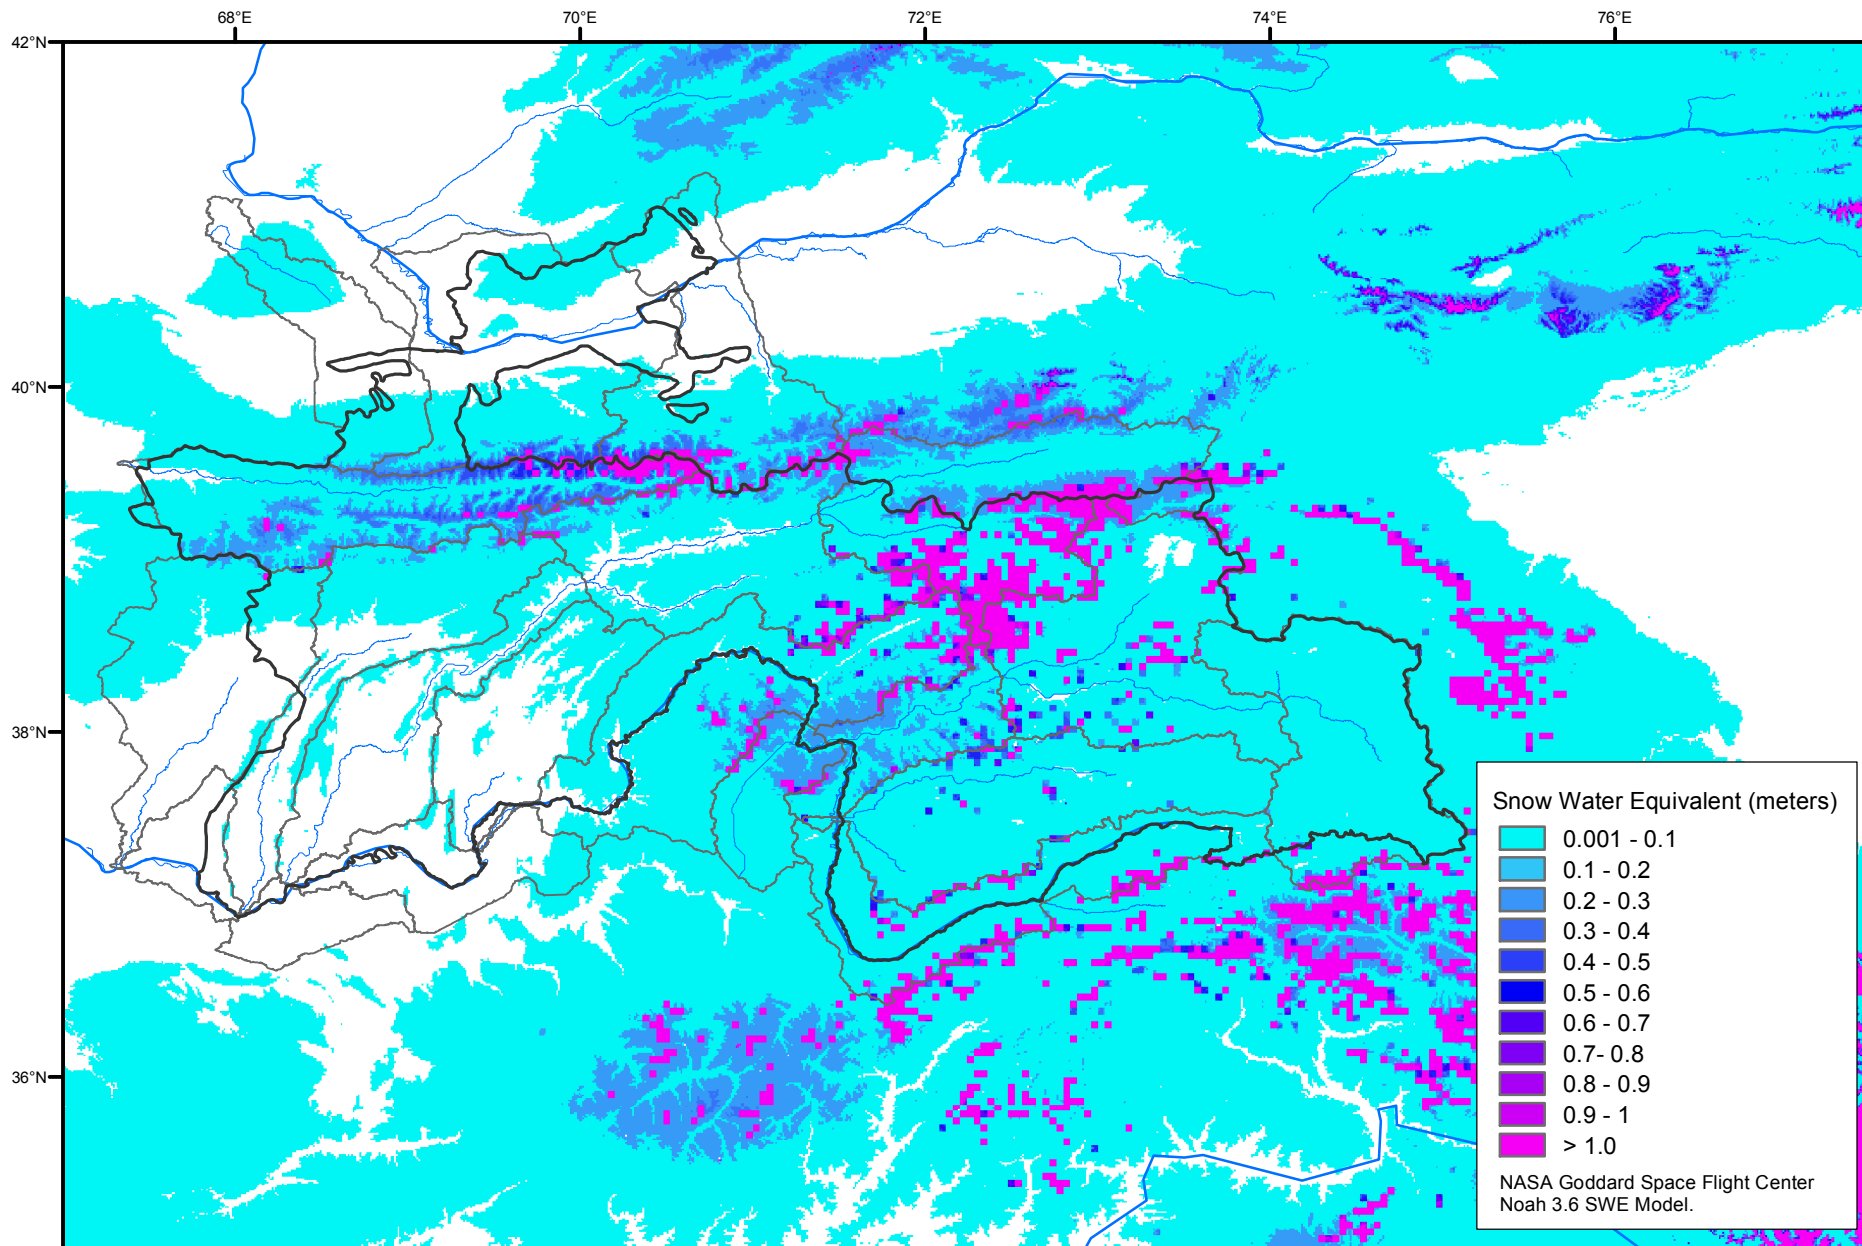 68°E 70°E 72°E 74°E 76°E
42°N
40°N
38°N
36°N
Snow Water Equivalent (meters)
0.001 - 0.1
0.1 - 0.2
0.2 - 0.3
0.3 - 0.4
0.4 - 0.5
0.5 - 0.6
0.6 - 0.7
0.7- 0.8
0.8 - 0.9
0.9 - 1
> 1.0
NASA Goddard Space Flight Center
Noah 3.6 SWE Model.